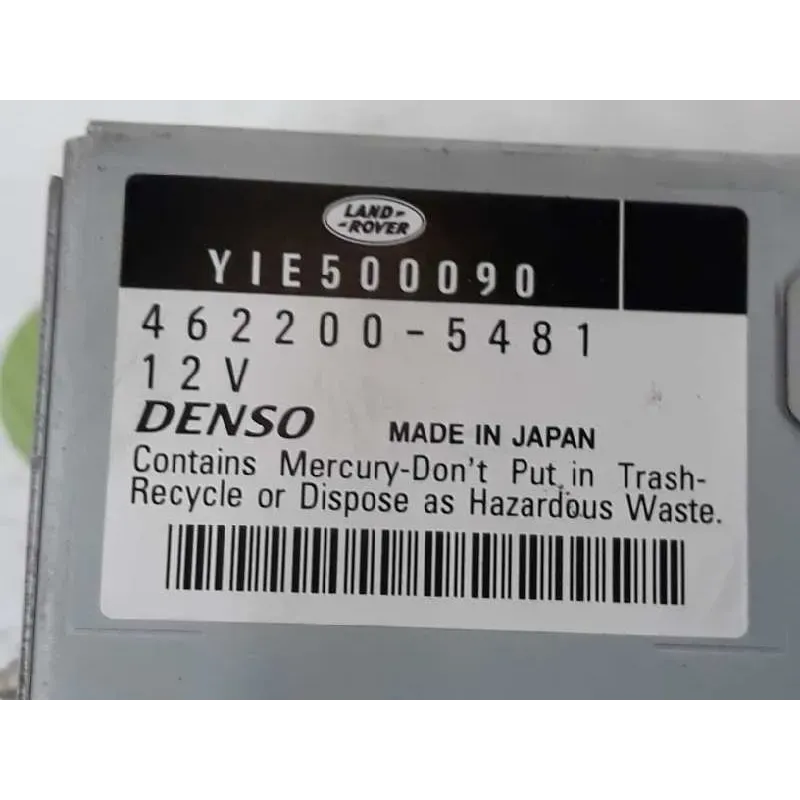 LAND-
-ROVER
YIE500090
462200-5481
12V
DENSO MADE IN JAPAN
Contains Mercury-Don't Put in Trash-
Recycle or Dispose as Hazardous Waste.